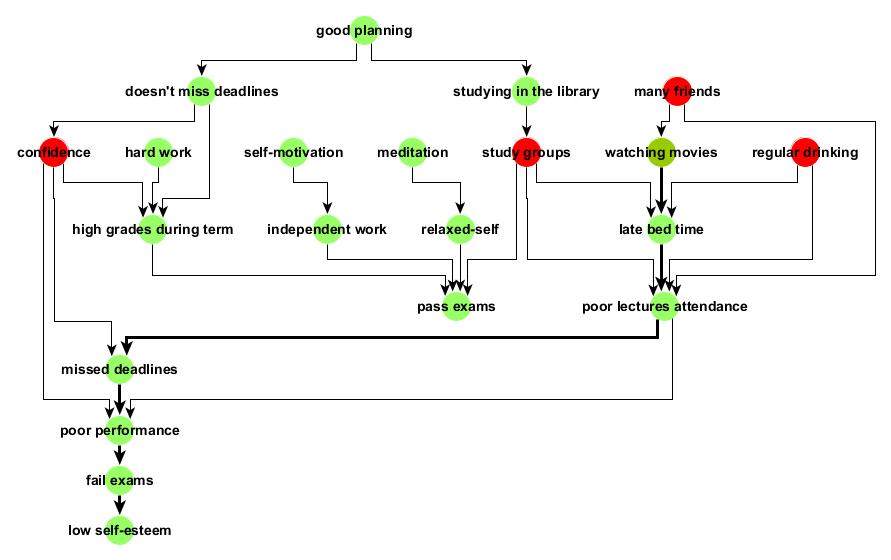 good planning
doesn't miss deadlines
studying in the library
many friends
confidence
hard work
self-motivation
meditation
study groups
watching movies
regular drinking
high grades during term
independent work
relaxed-self
late bed time
pass exams
poor lectures attendance
missed deadlines
poor performance
fail exams
low self-esteem